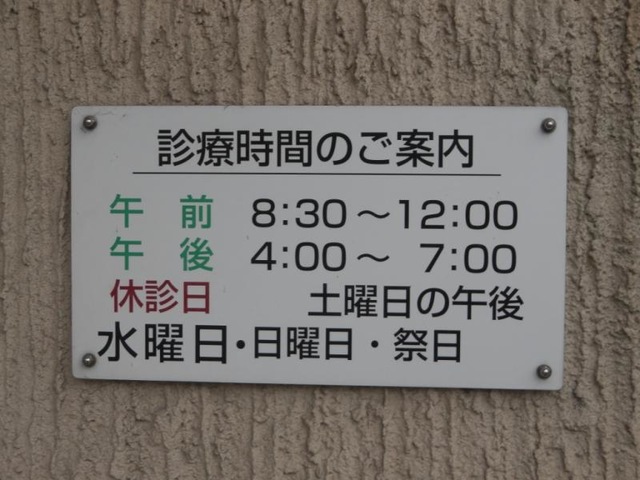 診療時間のご案内
午 前 8:30～12:00
午 後 4:00～ 7:00
休診日 土曜日の午後
水曜日・日曜日・祭日